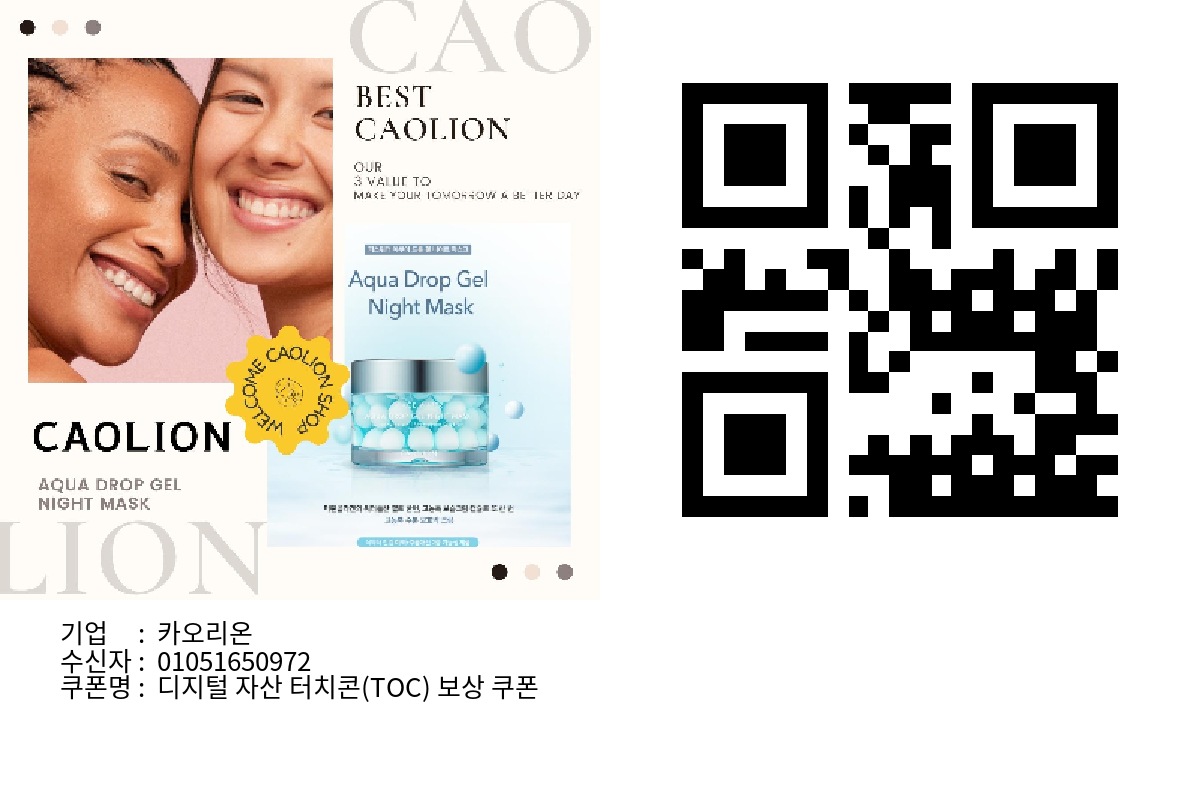 CAO
BEST
CAOLION
OUR
3 VALUE TO
MAKE YOUR TOMORROW A BETTER DAY
Aqua Drop Gel
Night Mask
WELCOME CAOLION SHOP
CAOLION
AQUA DROP GEL
NIGHT MASK
LION
기업 : 카오리온
수신자 : 01051650972
쿠폰명 : 디지털 자산 터치콘(TOC) 보상 쿠폰